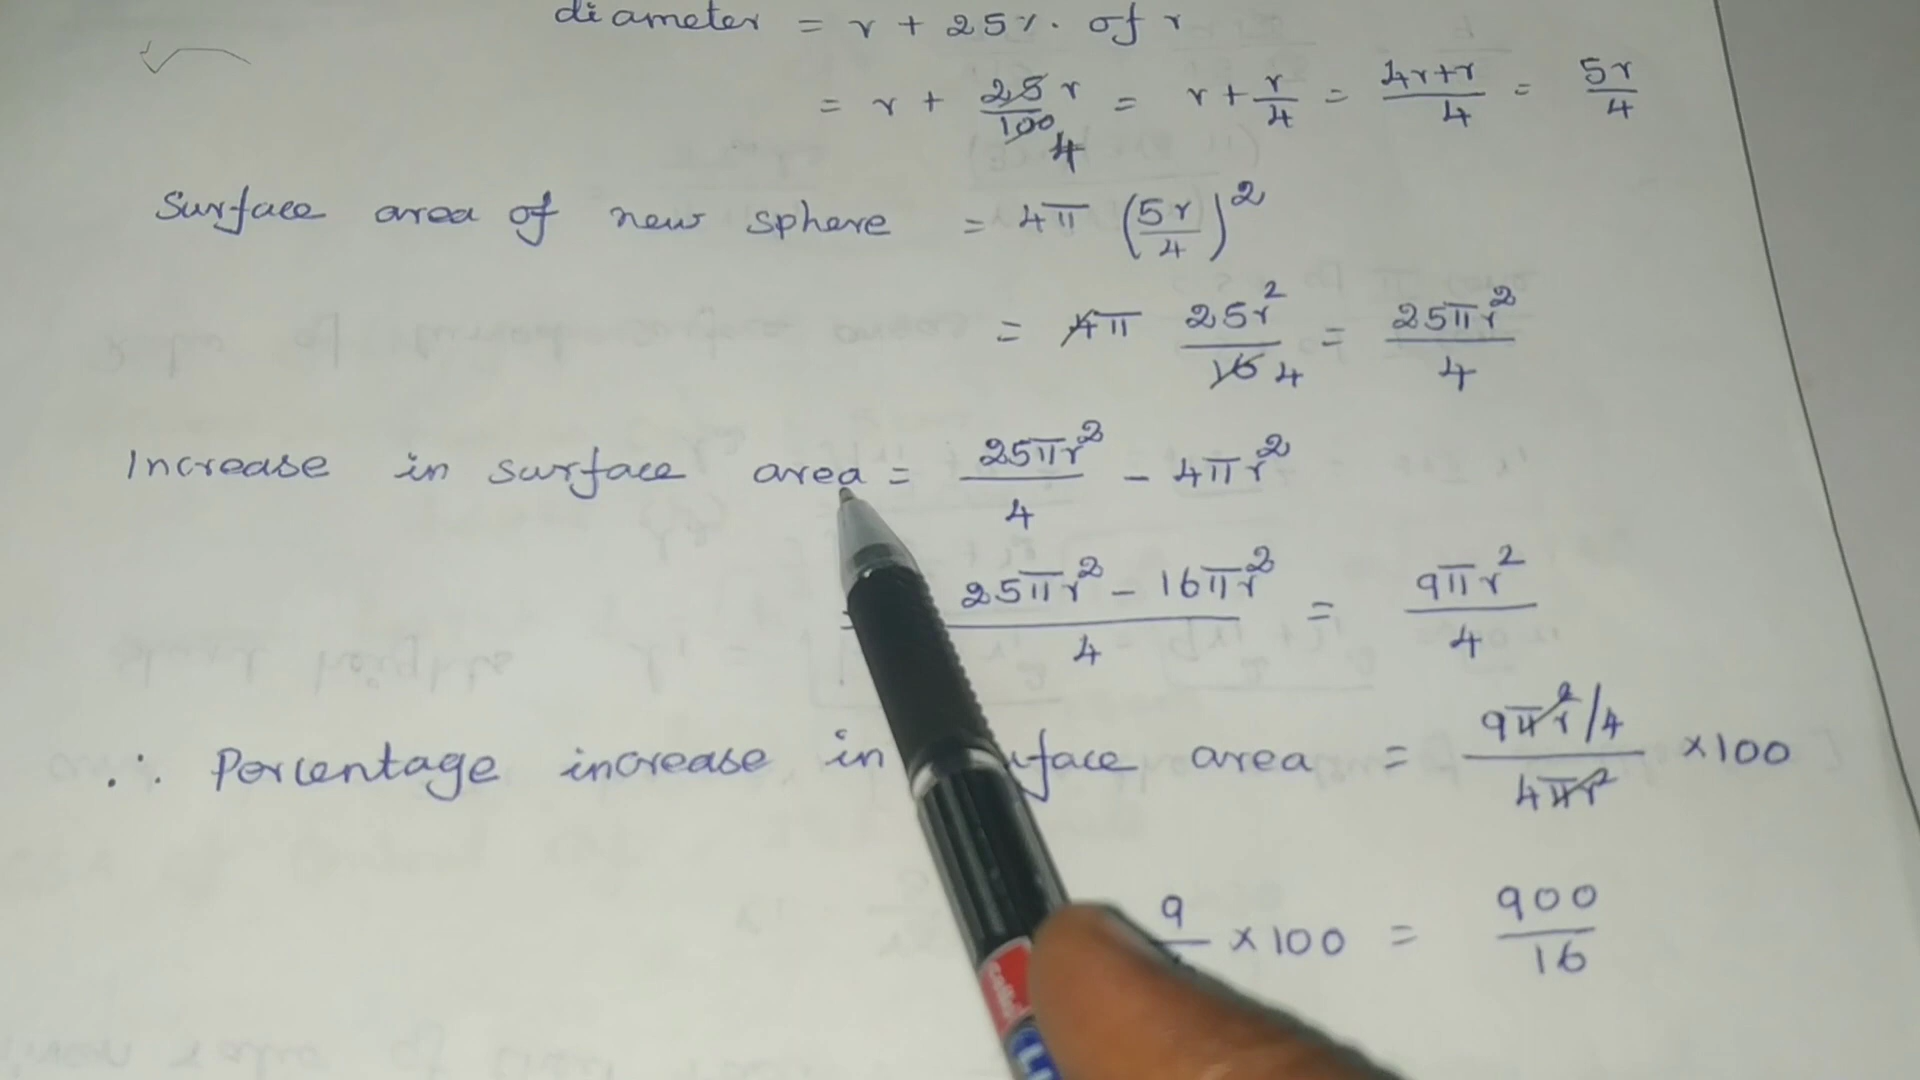 diameter = r + 25%. of r
= r + 25/100 4 r = r + r/4 = 4r+r/4 = 5r/4
Surface area of new sphere = 4π (5r/4)²
= 4π 25r²/16 4 = 25πr²/4
Increase in surface area = 25πr²/4 - 4πr²
25πr² - 16πr²/4 = 9πr²/4
∴ Percentage increase in face area = 9πr²/4/4πr² ×100
9 ×100 = 900/16